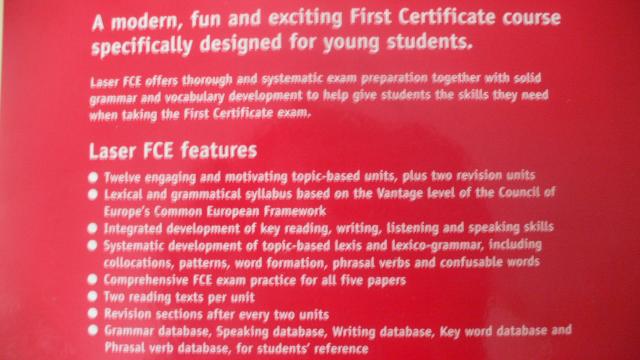 A modern, fun and exciting First Certificate course
specifically designed for young students.
Laser FCE offers thorough and systematic exam preparation together with solid
grammar and vocabulary development to help give students the skills they need
when taking the First Certificate exam.
Laser FCE features
● Twelve engaging and motivating topic-based units, plus two revision units
● Lexical and grammatical syllabus based on the Vantage level of the Council of
Europe's Common European Framework
● Integrated development of key reading, writing, listening and speaking skills
● Systematic development of topic-based lexis and lexico-grammar, including
collocations, patterns, word formation, phrasal verbs and confusable words
● Comprehensive FCE exam practice for all five papers
● Two reading texts per unit
● Revision sections after every two units
● Grammar database, Speaking database, Writing database, Key word database and
Phrasal verb database, for students' reference